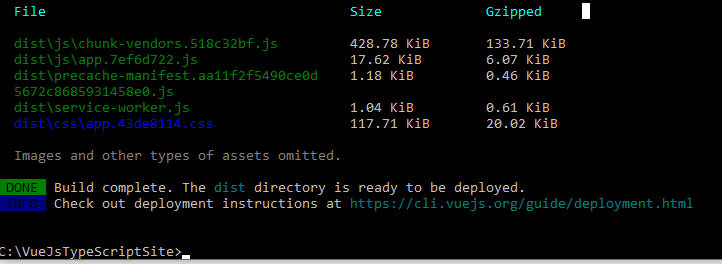 File Size Gzipped
dist\js\chunk-vendors.518c32bf.js 428.78 KiB 133.71 KiB
dist\js\app.7ef6d722.js 17.62 KiB 6.07 KiB
dist\precache-manifest.aa11f2f5490ce0d 1.18 KiB 0.46 KiB
5672c8685931458e0.js
dist\service-worker.js 1.04 KiB 0.61 KiB
dist\css\app.43de8114.css 117.71 KiB 20.02 KiB
Images and other types of assets omitted.
DONE Build complete. The dist directory is ready to be deployed.
INFO Check out deployment instructions at https://cli.vuejs.org/guide/deployment.html
C:\VueJsTypeScriptSite>